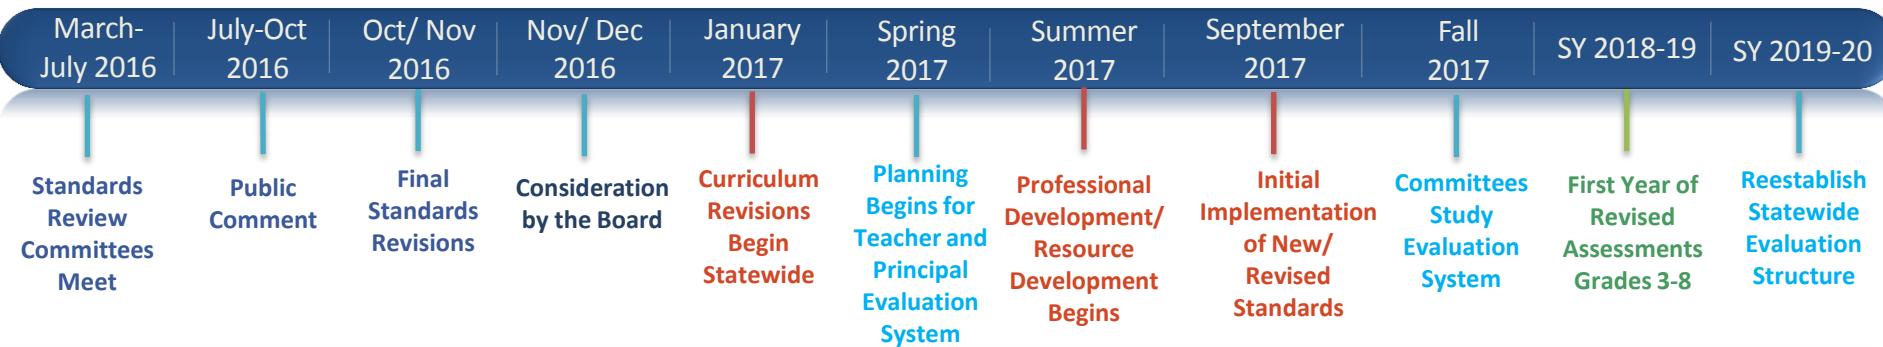 March-
July 2016
July-Oct
2016
Oct/ Nov
2016
Nov/ Dec
2016
January
2017
Spring
2017
Summer
2017
September
2017
Fall
2017
SY 2018-19
SY 2019-20
Standards
Review
Committees
Meet
Public
Comment
Final
Standards
Revisions
Consideration
by the Board
Curriculum
Revisions
Begin
Statewide
Planning
Begins for
Teacher and
Principal
Evaluation
System
Professional
Development/
Resource
Development
Begins
Initial
Implementation
of New/
Revised
Standards
Committees
Study
Evaluation
System
First Year of
Revised
Assessments
Grades 3-8
Reestablish
Statewide
Evaluation
Structure